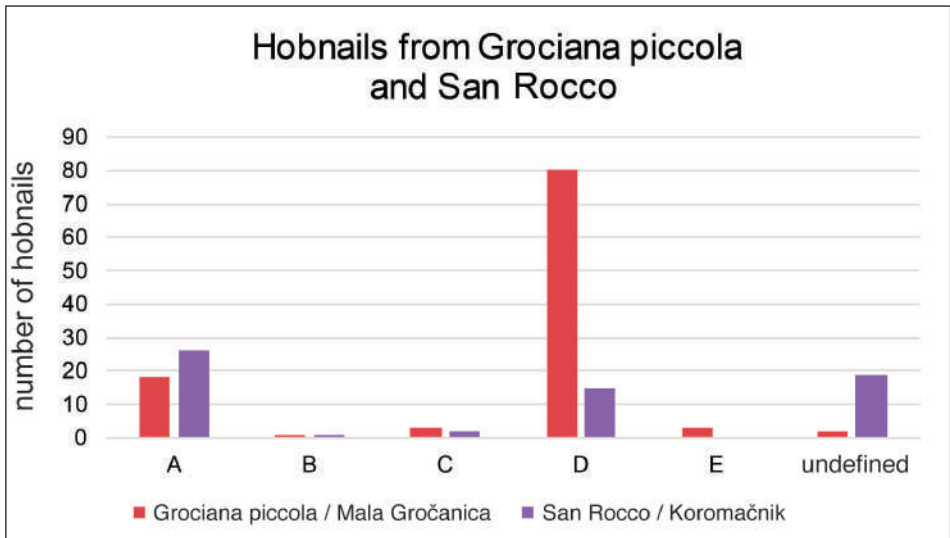 Hobnails from Grociana piccola
and San Rocco
number of hobnails
90
80
70
60
50
40
30
20
10
0
A B C D E undefined
Grociana piccola / Mala Gročanica San Rocco / Koromačnik